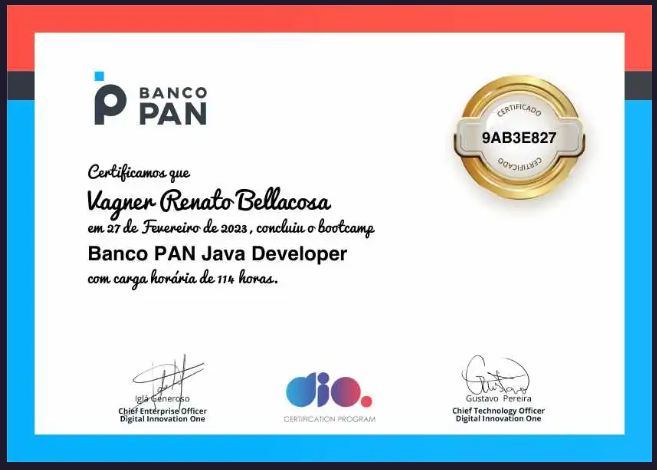 BANCO
PAN
CERTIFICADO
9AB3E827
CERTIFICADO
Certificamos que
Vagner Renato Bellacosa
em 27 de Fevereiro de 2023, concluiu o bootcamp
Banco PAN Java Developer
com carga horária de 114 horas.
Iglá Generoso
Chief Enterprise Officer
Digital Innovation One
dio.
CERTIFICATION PROGRAM
Gustavo Pereira
Chief Technology Officer
Digital Innovation One